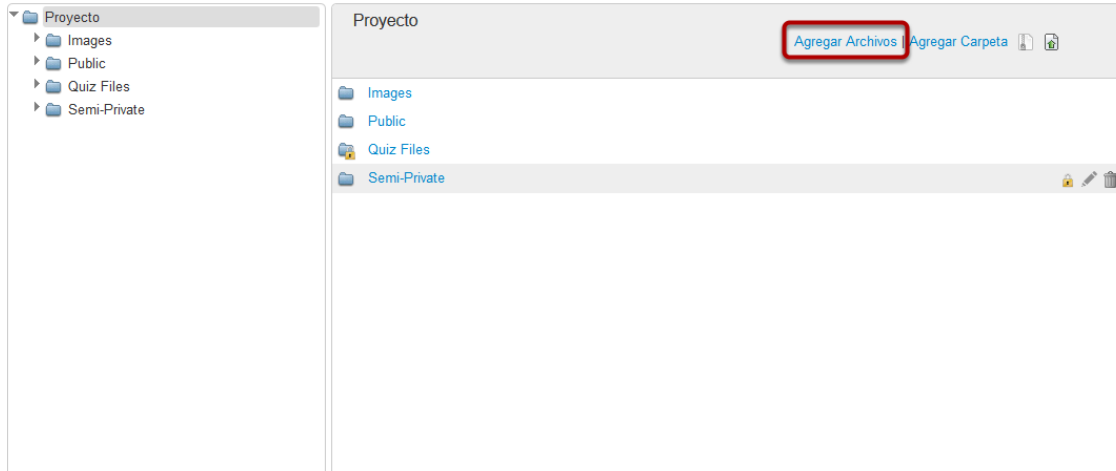 Proyecto
Images
Public
Quiz Files
Semi-Private
Proyecto
Agregar Archivos | Agregar Carpeta
Images
Public
Quiz Files
Semi-Private